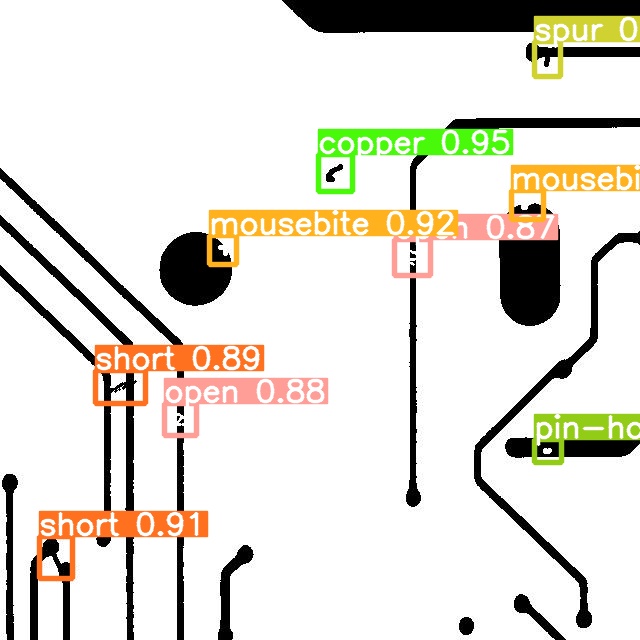 spur 0.
copper 0.95
mousebi
mousebite 0.92
n 0.87
short 0.89
open 0.88
pin-ho
short 0.91